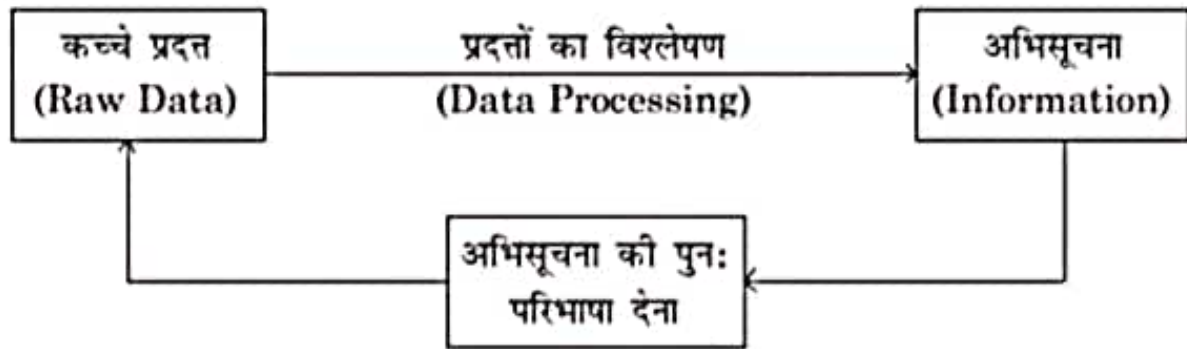 कच्चे प्रदत्त
(Raw Data)
प्रदत्तों का विश्लेषण
(Data Processing)
अभिसूचना
(Information)
अभिसूचना की पुनः
परिभाषा देना